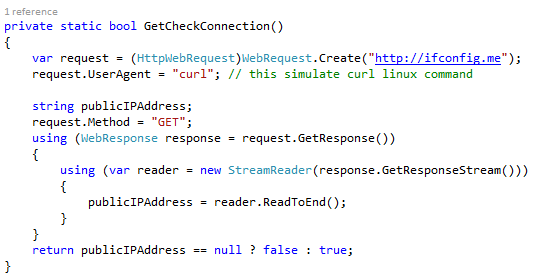 1 reference
private static bool GetCheckConnection()
{
    var request = (HttpWebRequest)WebRequest.Create("http://ifconfig.me");
    request.UserAgent = "curl"; // this simulate curl linux command

    string publicIPAddress;
    request.Method = "GET";
    using (WebResponse response = request.GetResponse())
    {
        using (var reader = new StreamReader(response.GetResponseStream()))
        {
            publicIPAddress = reader.ReadToEnd();
        }
    }
    return publicIPAddress == null ? false : true;
}